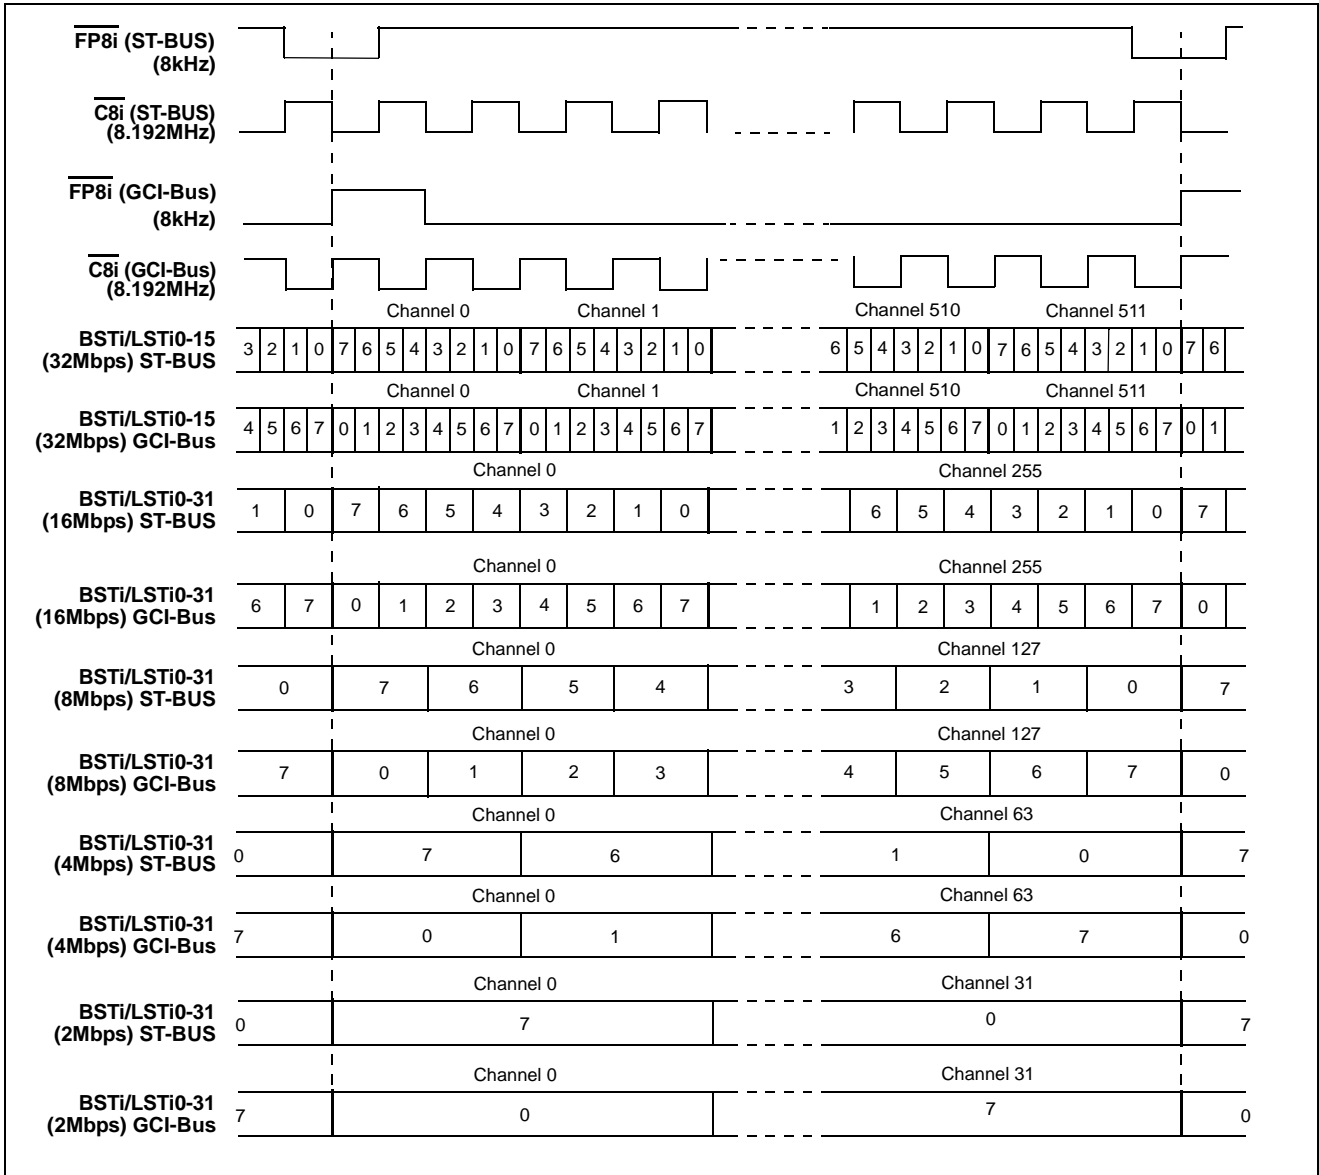 FP8i (ST-BUS)
(8kHz)
C8i (ST-BUS)
(8.192MHz)
FP8i (GCI-Bus)
(8kHz)
C8i (GCI-Bus)
(8.192MHz)
Channel 0 Channel 1 Channel 510 Channel 511
BSTi/LSTi0-15
(32Mbps) ST-BUS
3 2 1 0 7 6 5 4 3 2 1 0 7 6 5 4 3 2 1 0 6 5 4 3 2 1 0 7 6 5 4 3 2 1 0 7 6
Channel 0 Channel 1 Channel 510 Channel 511
BSTi/LSTi0-15
(32Mbps) GCI-Bus
4 5 6 7 0 1 2 3 4 5 6 7 0 1 2 3 4 5 6 7 1 2 3 4 5 6 7 0 1 2 3 4 5 6 7 0 1
Channel 0 Channel 255
BSTi/LSTi0-31
(16Mbps) ST-BUS
1 0 7 6 5 4 3 2 1 0 6 5 4 3 2 1 0 7
Channel 0 Channel 255
BSTi/LSTi0-31
(16Mbps) GCI-Bus
6 7 0 1 2 3 4 5 6 7 1 2 3 4 5 6 7 0
Channel 0 Channel 127
BSTi/LSTi0-31
(8Mbps) ST-BUS
0 7 6 5 4 3 2 1 0 7
Channel 0 Channel 127
BSTi/LSTi0-31
(8Mbps) GCI-Bus
7 0 1 2 3 4 5 6 7 0
Channel 0 Channel 63
BSTi/LSTi0-31
(4Mbps) ST-BUS
0 7 6 1 0 7
Channel 0 Channel 63
BSTi/LSTi0-31
(4Mbps) GCI-Bus
7 0 1 6 7 0
Channel 0 Channel 31
BSTi/LSTi0-31
(2Mbps) ST-BUS
0 7 0 7
Channel 0 Channel 31
BSTi/LSTi0-31
(2Mbps) GCI-Bus
7 0 7 0